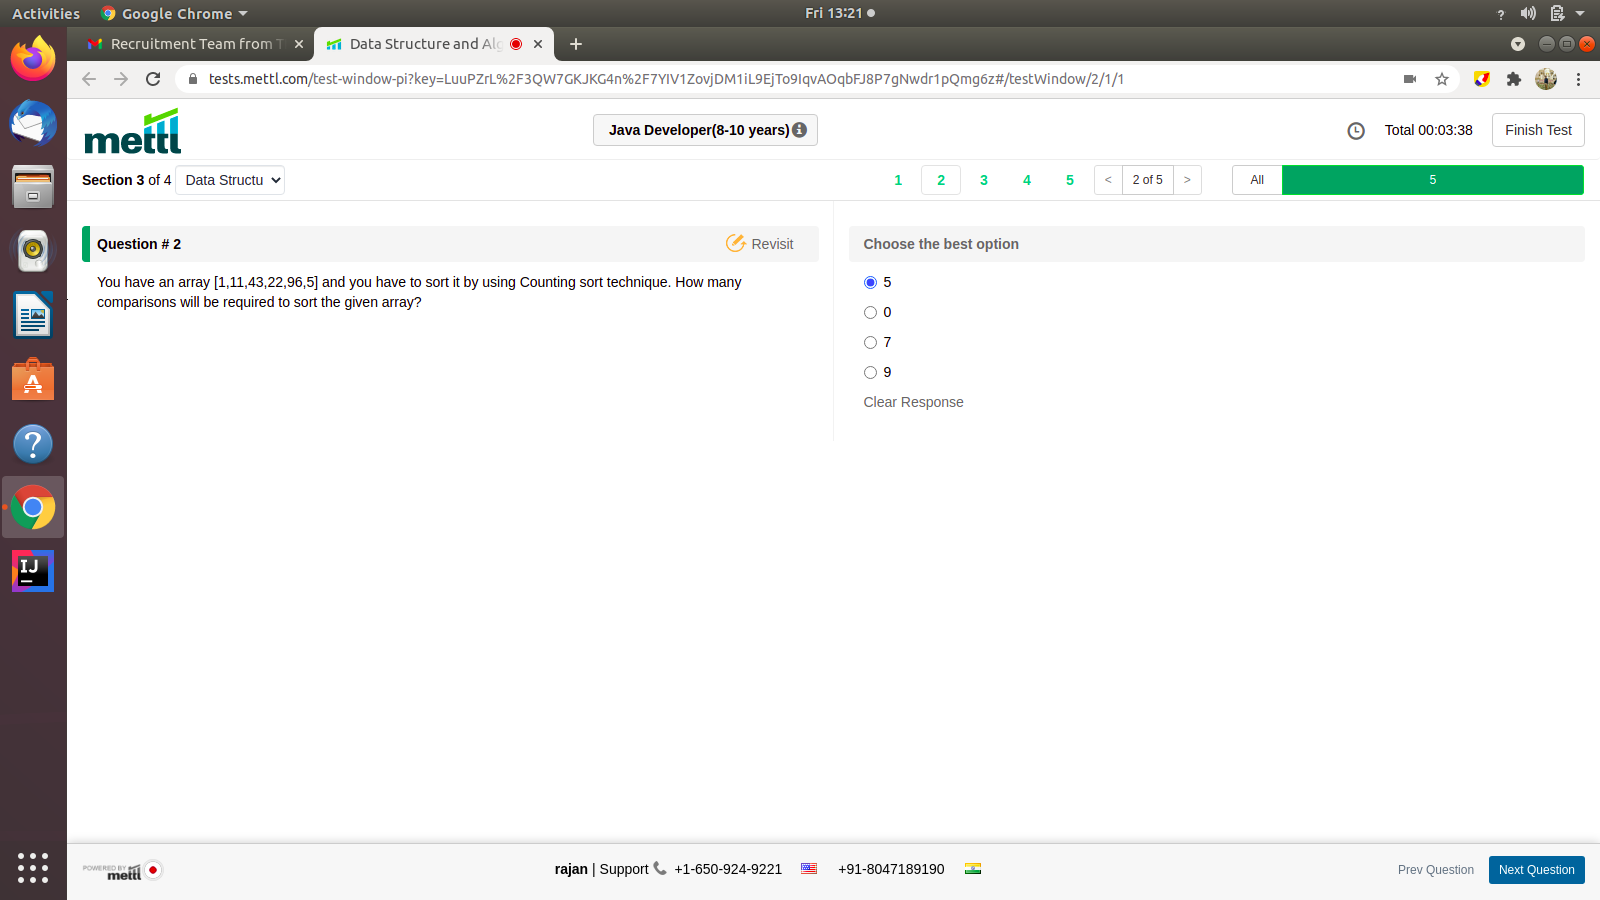 Activities
Google Chrome
Fri 13:21
?
Recruitment Team from T
Data Structure and Alg
tests.mettl.com/test-window-pi?key=LuuPZrL%2F3QW7GKJKG4n%2F7YIV1ZovjDM1iL9EjTo9IqvAOqbFJ8P7gNwdr1pQmg6z#/testWindow/2/1/1
mettl
Java Developer(8-10 years)
Total 00:03:38
Finish Test
Section 3 of 4
Data Structu
1
2
3
4
5
<
2 of 5
>
All
5
Question # 2
Revisit
You have an array [1,11,43,22,96,5] and you have to sort it by using Counting sort technique. How many
comparisons will be required to sort the given array?
Choose the best option
5
0
7
9
Clear Response
IJ
POWERED BY
mettl
rajan | Support
+1-650-924-9221
+91-8047189190
Prev Question
Next Question